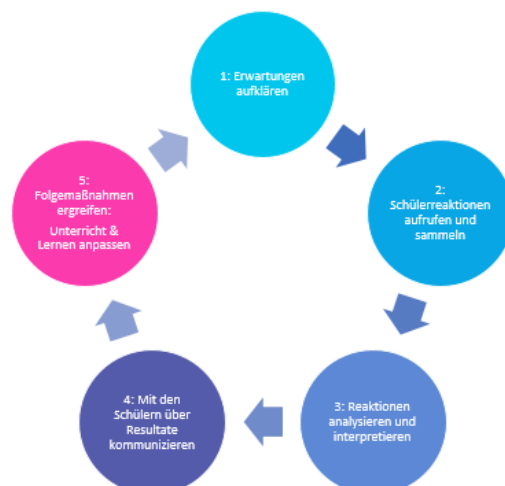 1: Erwartungen
aufklären
2:
Schülerreaktionen
aufrufen und
sammeln
3: Reaktionen
analysieren und
interpretieren
4: Mit den
Schülern über
Resultate
kommunizieren
5:
Folgemaßnahmen
ergreifen:
Unterricht &
Lernen anpassen